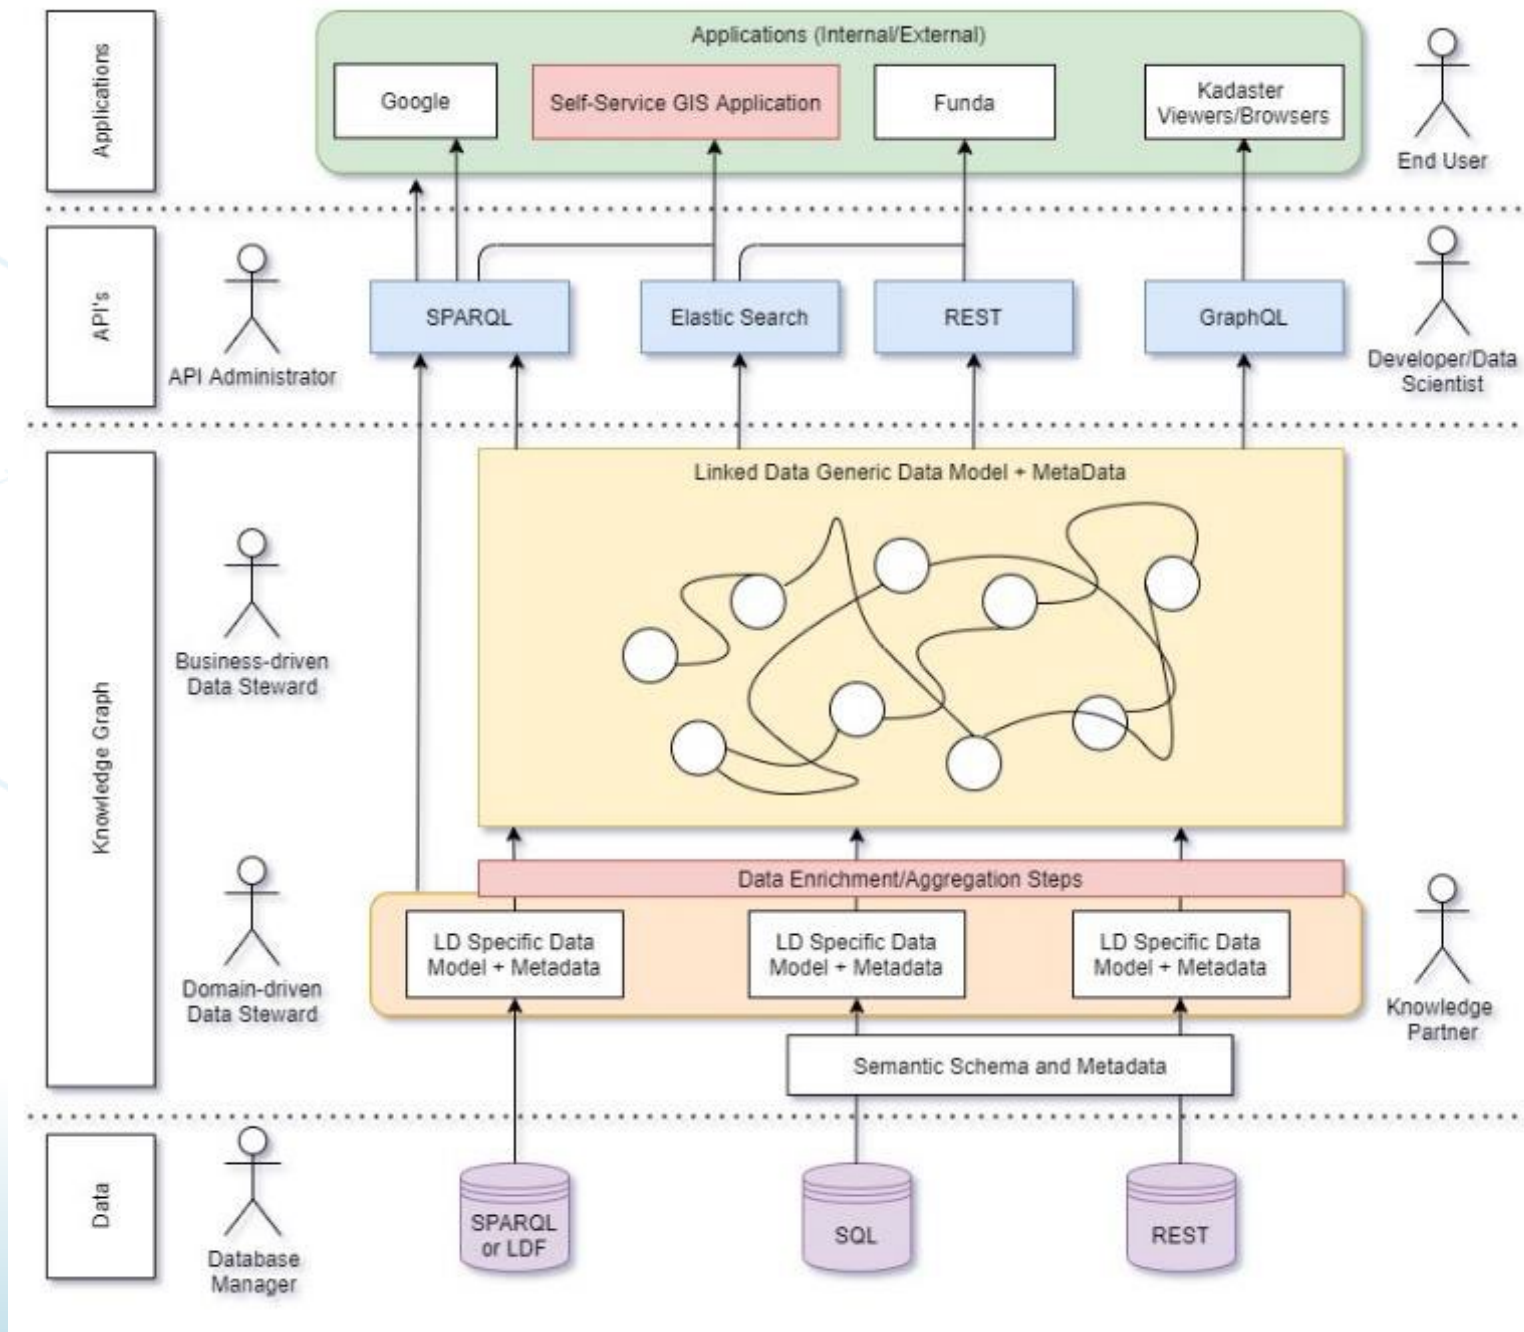 Applications
Applications (Internal/External)
Google
Self-Service GIS Application
Funda
Kadaster
Viewers/Browsers
End User
API's
API Administrator
SPARQL
Elastic Search
REST
GraphQL
Developer/Data
Scientist
Knowledge Graph
Linked Data Generic Data Model + MetaData
Business-driven
Data Steward
Data Enrichment/Aggregation Steps
Domain-driven
Data Steward
LD Specific Data
Model + Metadata
LD Specific Data
Model + Metadata
LD Specific Data
Model + Metadata
Knowledge
Partner
Semantic Schema and Metadata
Data
Database
Manager
SPARQL
or LDF
SQL
REST